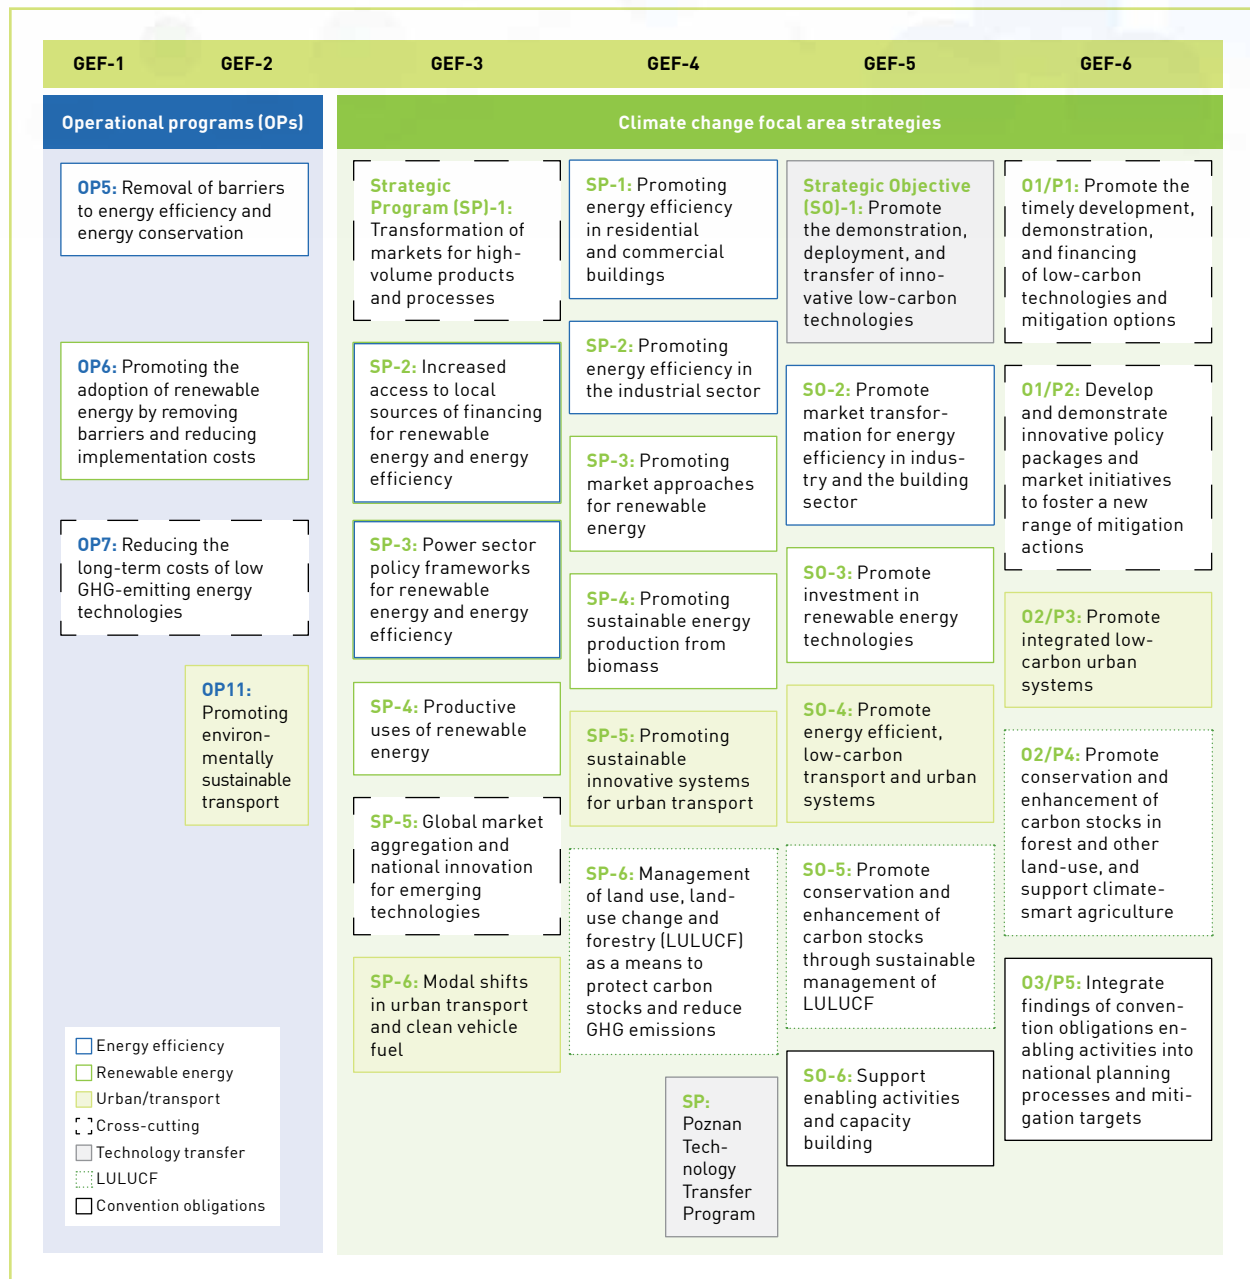 GEF-1
GEF-2
GEF-3
GEF-4
GEF-5
GEF-6
Operational programs (OPs)
Climate change focal area strategies
OP5: Removal of barriers
to energy efficiency and
energy conservation
OP6: Promoting the
adoption of renewable
energy by removing
barriers and reducing
implementation costs
OP7: Reducing the
long-term costs of low
GHG-emitting energy
technologies
OP11:
Promoting
environ-
mentally
sustainable
transport
Energy efficiency
Renewable energy
Urban/transport
Cross-cutting
Technology transfer
LULUCF
Convention obligations
Strategic
Program (SP)-1:
Transformation of
markets for high-
volume products
and processes
SP-2: Increased
access to local
sources of financing
for renewable
energy and energy
efficiency
SP-3: Power sector
policy frameworks
for renewable
energy and energy
efficiency
SP-4: Productive
uses of renewable
energy
SP-5: Global market
aggregation and
national innovation
for emerging
technologies
SP-6: Modal shifts
in urban transport
and clean vehicle
fuel
SP-1: Promoting
energy efficiency
in residential
and commercial
buildings
SP-2: Promoting
energy efficiency in
the industrial sector
SP-3: Promoting
market approaches
for renewable
energy
SP-4: Promoting
sustainable energy
production from
biomass
SP-5: Promoting
sustainable
innovative systems
for urban transport
SP-6: Management
of land use, land-
use change and
forestry (LULUCF)
as a means to
protect carbon
stocks and reduce
GHG emissions
SP:
Poznan
Tech-
nology
Transfer
Program
Strategic Objective
(SO)-1: Promote
the demonstration,
deployment, and
transfer of inno-
vative low-carbon
technologies
SO-2: Promote
market transfor-
mation for energy
efficiency in indus-
try and the building
sector
SO-3: Promote
investment in
renewable energy
technologies
SO-4: Promote
energy efficient,
low-carbon
transport and urban
systems
SO-5: Promote
conservation and
enhancement of
carbon stocks
through sustainable
management of
LULUCF
SO-6: Support
enabling activities
and capacity
building
O1/P1: Promote the
timely development,
demonstration,
and financing
of low-carbon
technologies and
mitigation options
O1/P2: Develop
and demonstrate
innovative policy
packages and
market initiatives
to foster a new
range of mitigation
actions
O2/P3: Promote
integrated low-
carbon urban
systems
O2/P4: Promote
conservation and
enhancement of
carbon stocks in
forest and other
land-use, and
support climate-
smart agriculture
O3/P5: Integrate
findings of conven-
tion obligations en-
abling activities into
national planning
processes and miti-
gation targets